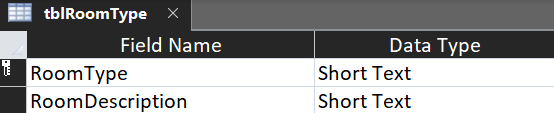 tblRoomType
Field Name Data Type
RoomType Short Text
RoomDescription Short Text